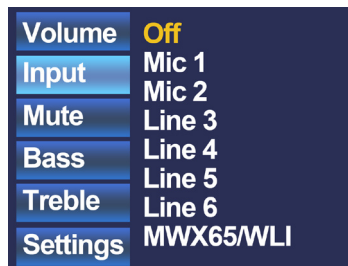 Volume
Input
Mute
Bass
Treble
Settings
Off
Mic 1
Mic 2
Line 3
Line 4
Line 5
Line 6
MWX65/WLI